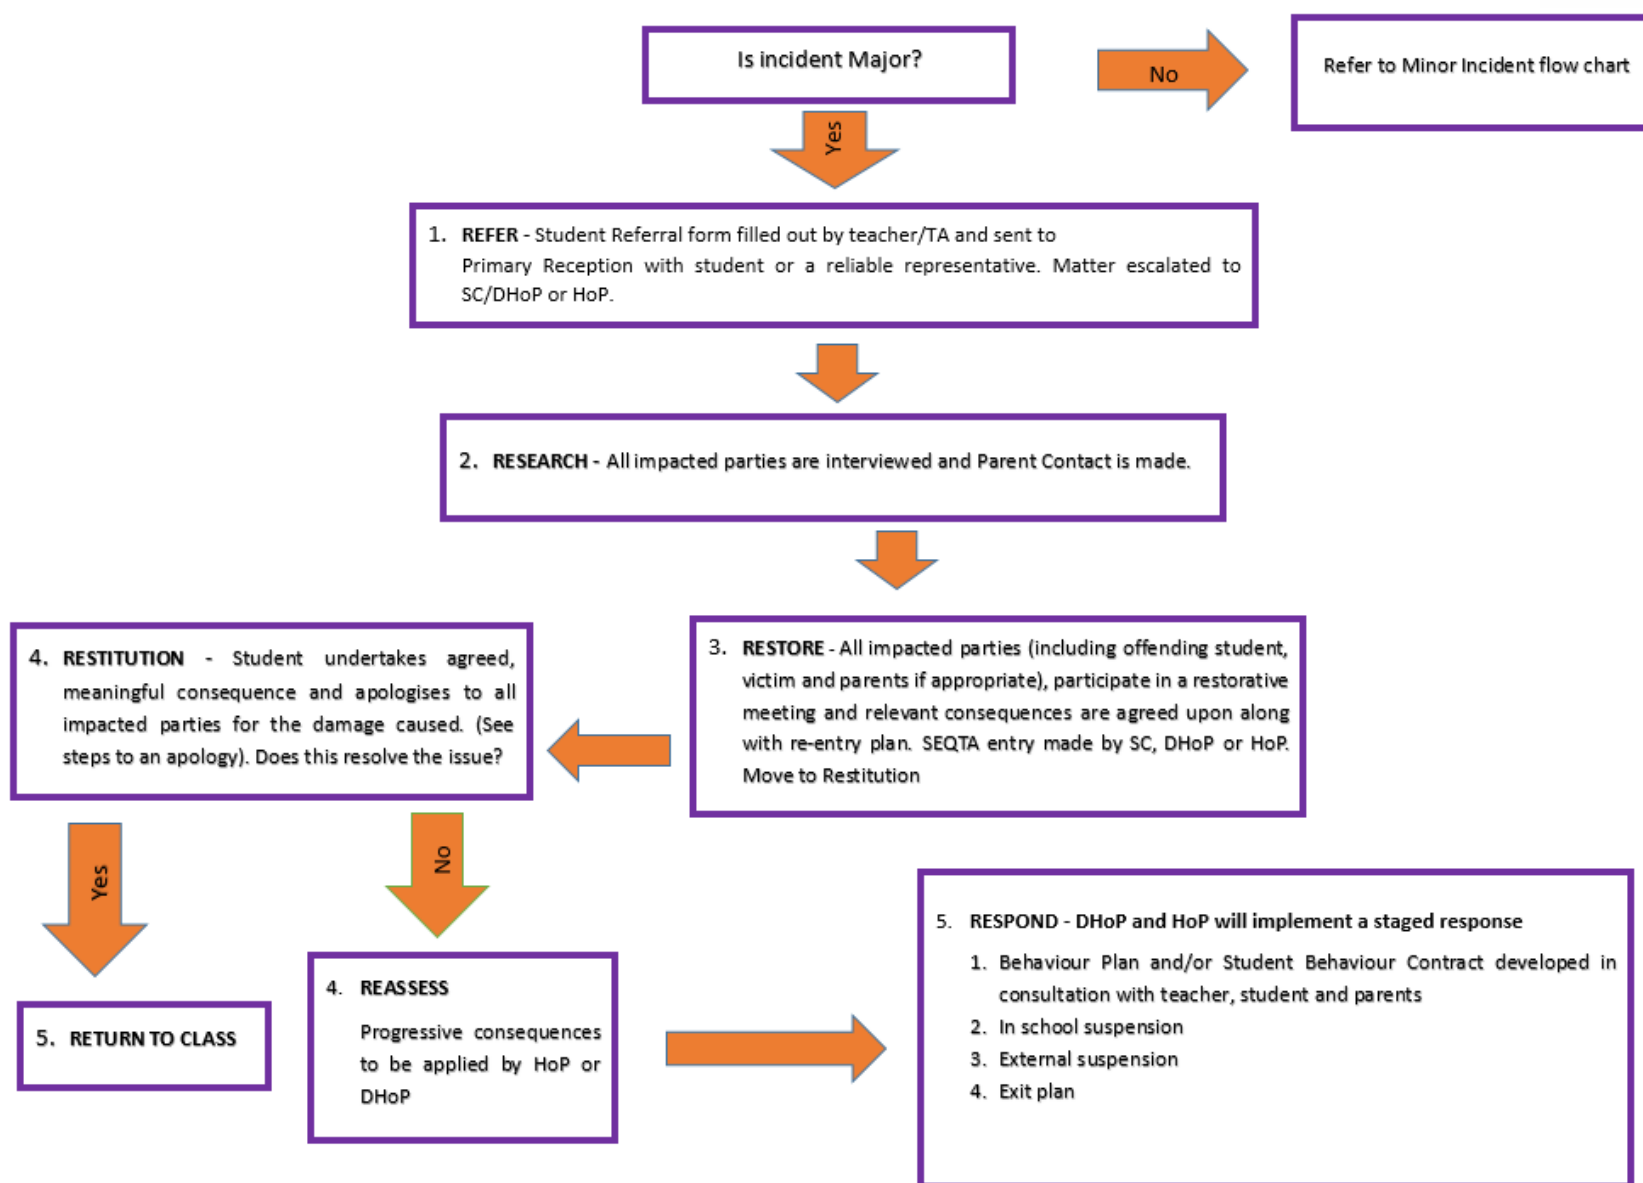 Is incident Major?
No
Refer to Minor Incident flow chart
Yes
1. REFER - Student Referral form filled out by teacher/TA and sent to
Primary Reception with student or a reliable representative. Matter escalated to
SC/DHoP or HoP.
2. RESEARCH - All impacted parties are interviewed and Parent Contact is made.
3. RESTORE - All impacted parties (including offending student,
victim and parents if appropriate), participate in a restorative
meeting and relevant consequences are agreed upon along
with re-entry plan. SEQTA entry made by SC, DHoP or HoP.
Move to Restitution
4. RESTITUTION - Student undertakes agreed,
meaningful consequence and apologises to all
impacted parties for the damage caused. (See
steps to an apology). Does this resolve the issue?
Yes
No
5. RETURN TO CLASS
4. REASSESS
Progressive consequences
to be applied by HoP or
DHoP
5. RESPOND - DHoP and HoP will implement a staged response
1. Behaviour Plan and/or Student Behaviour Contract developed in
consultation with teacher, student and parents
2. In school suspension
3. External suspension
4. Exit plan